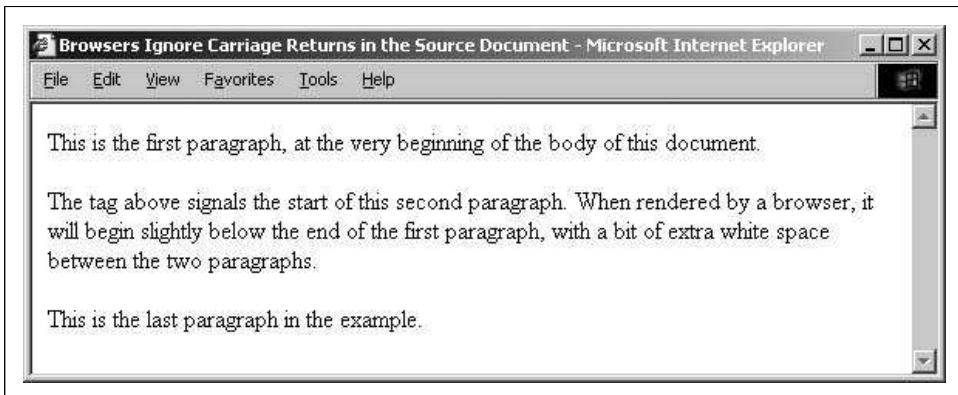 Browsers Ignore Carriage Returns in the Source Document - Microsoft Internet Explorer
File Edit View Favorites Tools Help
This is the first paragraph, at the very beginning of the body of this document.
The tag above signals the start of this second paragraph. When rendered by a browser, it
will begin slightly below the end of the first paragraph, with a bit of extra white space
between the two paragraphs.
This is the last paragraph in the example.